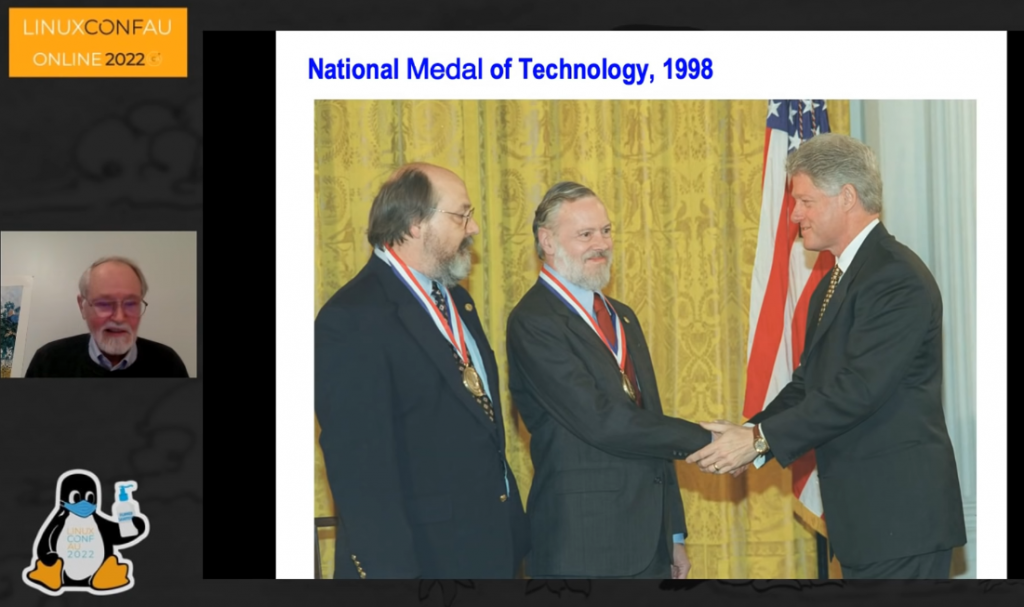 LINUXCONFAU
ONLINE 2022
National Medal of Technology, 1998
LINUX
CONF
AU
2022